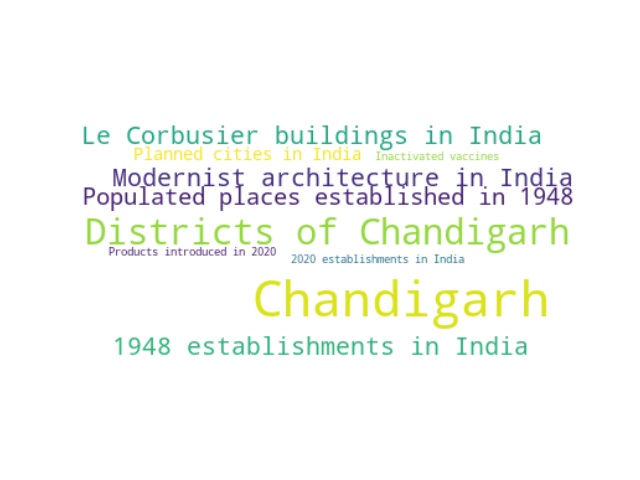 Le Corbusier buildings in India
Planned cities in India
Inactivated vaccines
Modernist architecture in India
Populated places established in 1948
Districts of Chandigarh
Products introduced in 2020
2020 establishments in India
Chandigarh
1948 establishments in India